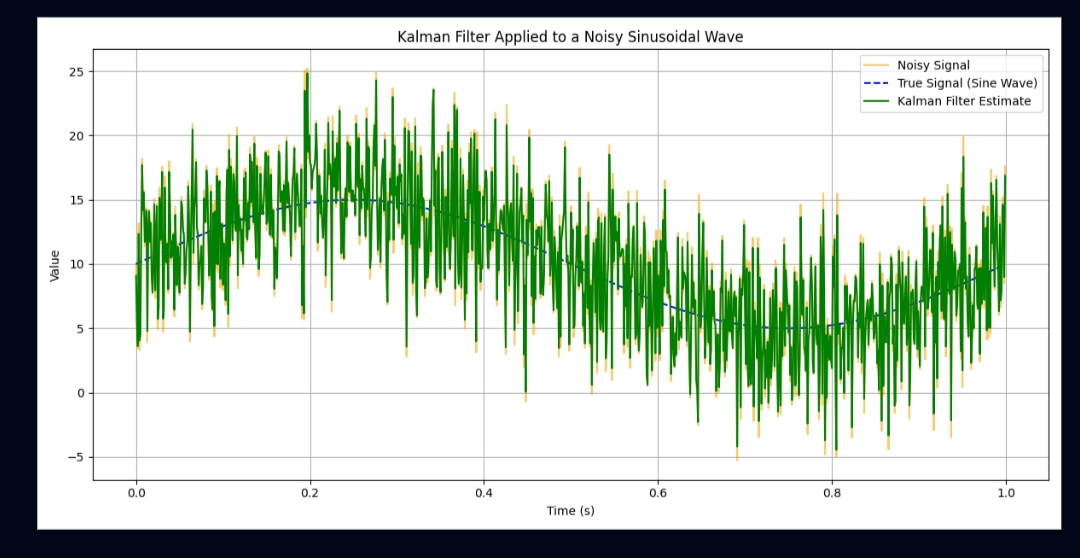 Kalman Filter Applied to a Noisy Sinusoidal Wave
Noisy Signal
True Signal (Sine Wave)
Kalman Filter Estimate
Value
25
20
15
10
5
0
−5
0.0 0.2 0.4 0.6 0.8 1.0
Time (s)